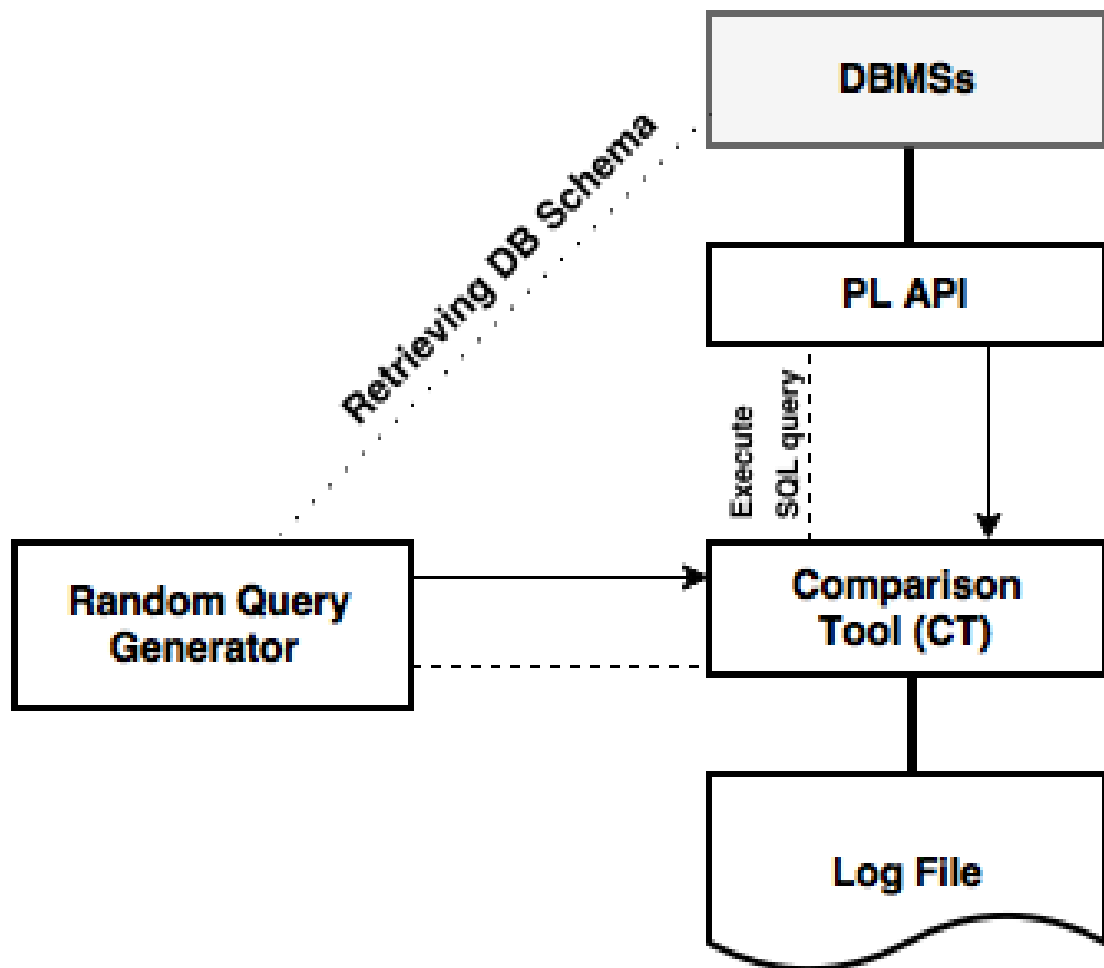 DBMSs
Retrieving DB Schema
PL API
Execute
SQL query
Random Query
Generator
Comparison
Tool (CT)
Log File